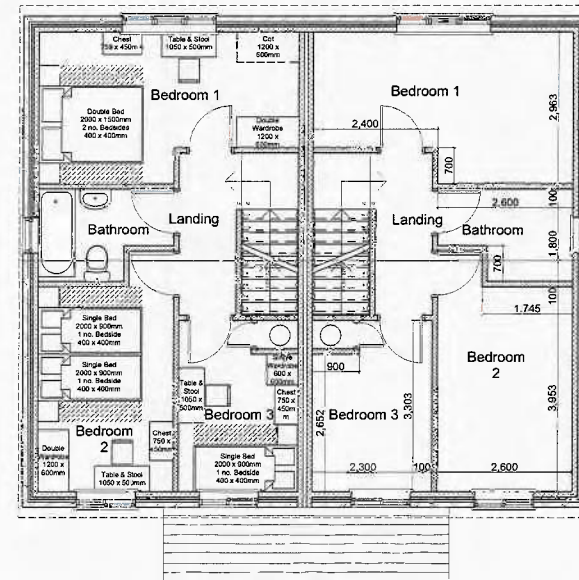 Chest
750 x 450mm
Table & Stool
1050 x 500mm
Cot
1200 x
600mm
Bedroom 1
Double Bed
2000 x 1500mm
2 no. Bedsides
400 x 400mm
Double
Wardrobe
1200 x
600mm
Landing
Bathroom
Single Bed
2000 x 900mm
1 no. Bedside
400 x 400mm
Single Bed
2000 x 900mm
1 no. Bedside
400 x 400mm
Bedroom
2
Double
Wardrobe
1200 x
600mm
Chest
750 x
450mm
Table & Stool
1050 x 500mm
Table &
Stool
1050 x
500mm
Single
Wardrobe
600 x
600mm
Chest
750 x
450m
m
Bedroom 3
Single Bed
2000 x 900mm
1 no. Bedside
400 x 400mm
Bedroom 1
2,963
2,400
700
2,600
100
Landing
Bathroom
1,800
700
100
1.745
Bedroom
2
900
2,652
Bedroom 3
3,303
3,953
2,300
100
2,600